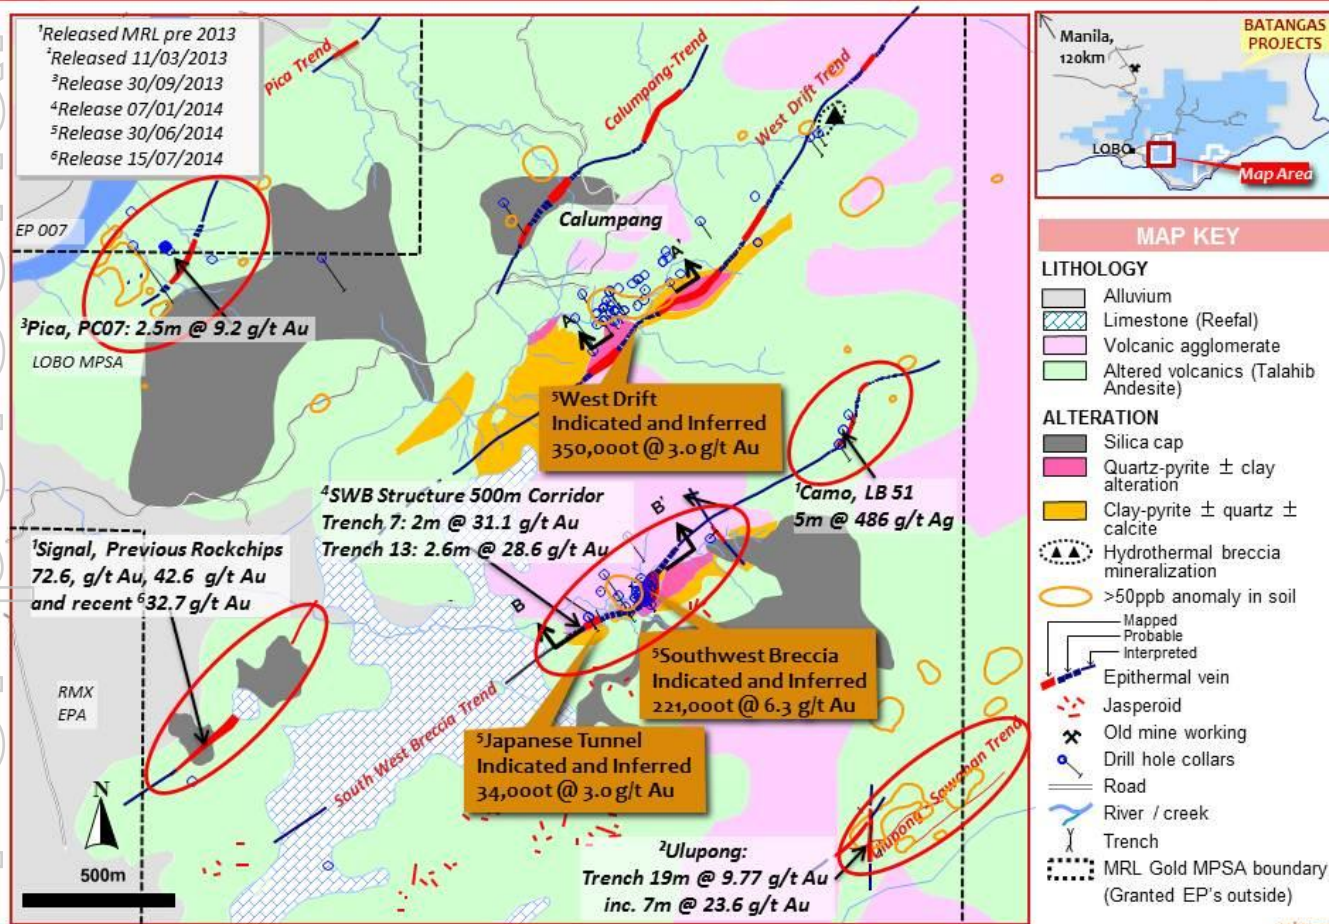 ¹Released MRL pre 2013
²Released 11/03/2013
³Release 30/09/2013
⁴Release 07/01/2014
⁵Release 30/06/2014
⁶Release 15/07/2014
Pica Trend
Calumpang-Trend
West Drift Trend
EP 007
Calumpang
A'
A
³Pica, PC07: 2.5m @ 9.2 g/t Au
LOBO MPSA
⁵West Drift
Indicated and Inferred
350,000t @ 3.0 g/t Au
⁴SWB Structure 500m Corridor
Trench 7: 2m @ 31.1 g/t Au
Trench 13: 2.6m @ 28.6 g/t Au
B'
B
¹Camo, LB 51
5m @ 486 g/t Ag
¹Signal, Previous Rockchips
72.6, g/t Au, 42.6 g/t Au
and recent ⁶32.7 g/t Au
RMX
EPA
⁵Southwest Breccia
Indicated and Inferred
221,000t @ 6.3 g/t Au
South West Breccia Trend
⁵Japanese Tunnel
Indicated and Inferred
34,000t @ 3.0 g/t Au
Ulupong - Sawahan Trend
²Ulupong:
Trench 19m @ 9.77 g/t Au
inc. 7m @ 23.6 g/t Au
N
500m
BATANGAS
PROJECTS
Manila,
120km
LOBO
Map Area
MAP KEY
LITHOLOGY
Alluvium
Limestone (Reefal)
Volcanic agglomerate
Altered volcanics (Talahib
Andesite)
ALTERATION
Silica cap
Quartz-pyrite ± clay
alteration
Clay-pyrite ± quartz ±
calcite
Hydrothermal breccia
mineralization
>50ppb anomaly in soil
Mapped
Probable
Interpreted
Epithermal vein
Jasperoid
Old mine working
Drill hole collars
Road
River / creek
Trench
MRL Gold MPSA boundary
(Granted EP's outside)